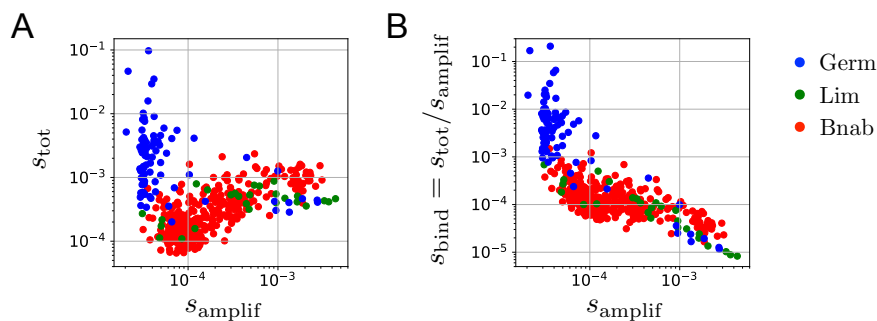 A
s_tot
10^-1
10^-2
10^-3
10^-4
10^-4
10^-3
s_amplif
B
s_bind = s_tot/s_amplif
10^-1
10^-2
10^-3
10^-4
10^-5
10^-4
10^-3
s_amplif
Germ
Lim
Bnab